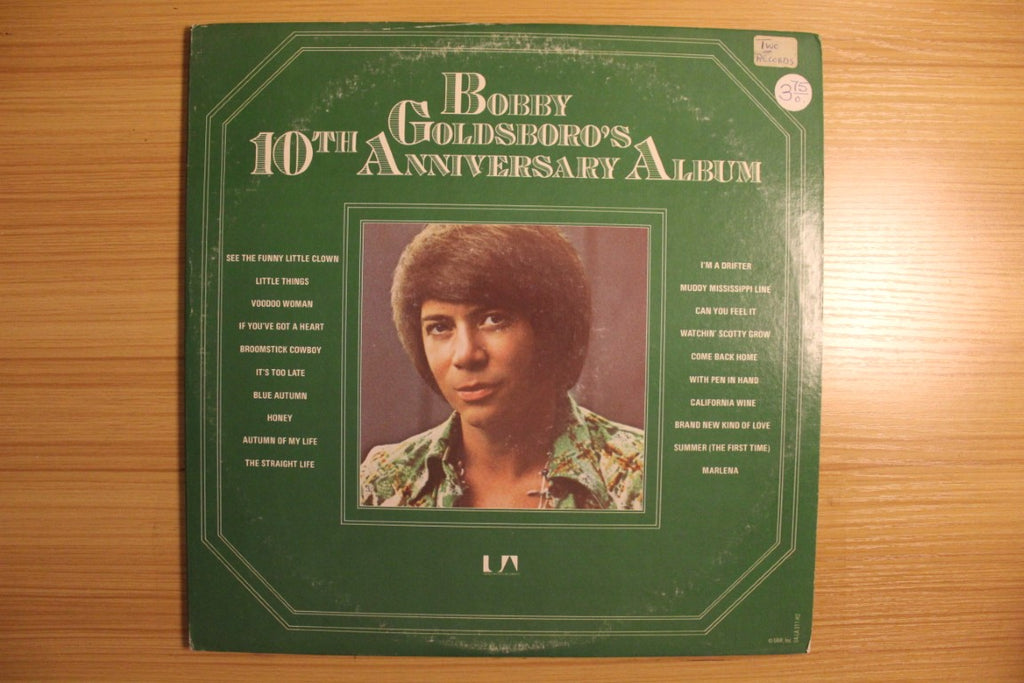 Two
Records
3.75
BOBBY
GOLDSBORO'S
10TH ANNIVERSARY ALBUM
SEE THE FUNNY LITTLE CLOWN
LITTLE THINGS
VOODOO WOMAN
IF YOU'VE GOT A HEART
BROOMSTICK COWBOY
IT'S TOO LATE
BLUE AUTUMN
HONEY
AUTUMN OF MY LIFE
THE STRAIGHT LIFE
I'M A DRIFTER
MUDDY MISSISSIPPI LINE
CAN YOU FEEL IT
WATCHIN' SCOTTY GROW
COME BACK HOME
WITH PEN IN HAND
CALIFORNIA WINE
BRAND NEW KIND OF LOVE
SUMMER (THE FIRST TIME)
MARLENA
UA